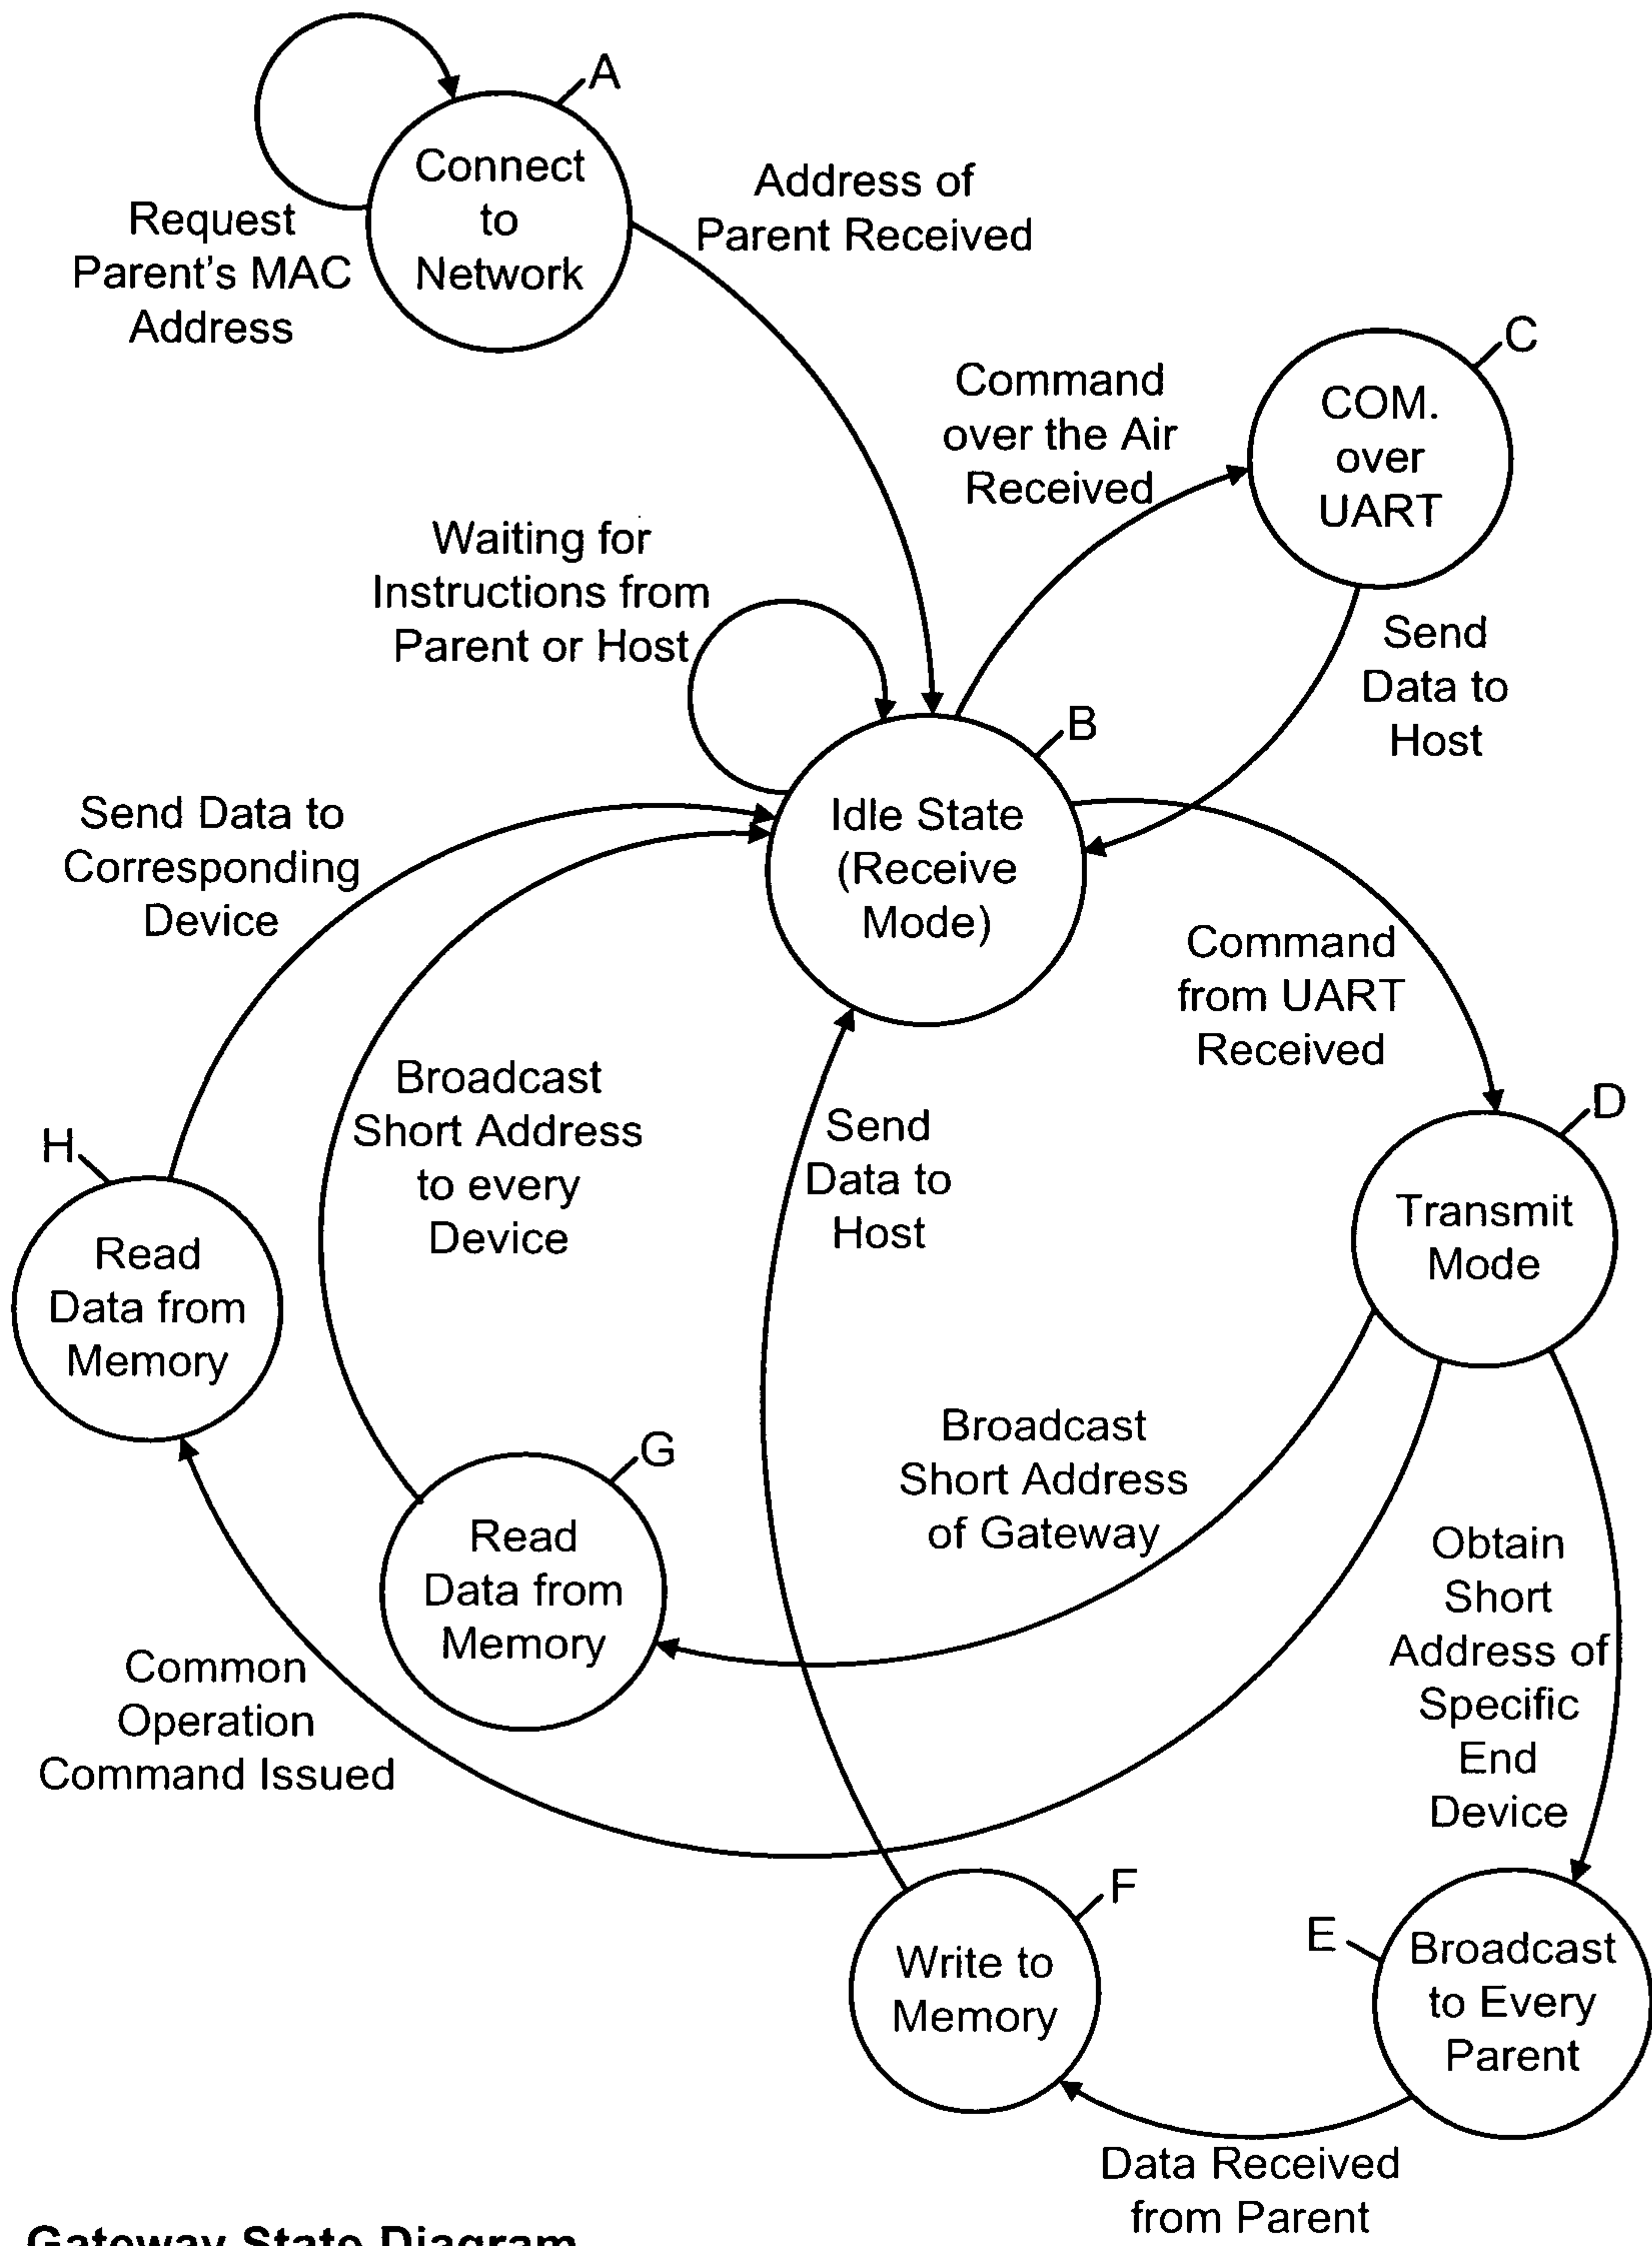 A
Connect
to
Network
Request
Parent's MAC
Address
Address of
Parent Received
C
COM.
over
UART
Command
over the Air
Received
Waiting for
Instructions from
Parent or Host
Send
Data to
Host
B
Idle State
(Receive
Mode)
Send Data to
Corresponding
Device
Command
from UART
Received
Broadcast
Short Address
to every
Device
Send
Data to
Host
D
Transmit
Mode
H
Read
Data from
Memory
Broadcast
Short Address
of Gateway
G
Read
Data from
Memory
Obtain
Short
Address of
Specific
End
Device
Common
Operation
Command Issued
F
Write to
Memory
E
Broadcast
to Every
Parent
Data Received
from Parent
Gateway State Diagram